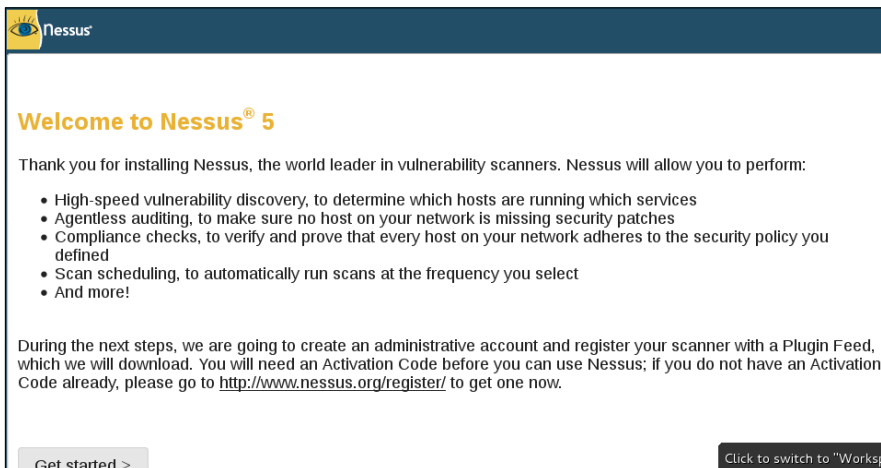 Nessus
Welcome to Nessus® 5
Thank you for installing Nessus, the world leader in vulnerability scanners. Nessus will allow you to perform:
• High-speed vulnerability discovery, to determine which hosts are running which services
• Agentless auditing, to make sure no host on your network is missing security patches
• Compliance checks, to verify and prove that every host on your network adheres to the security policy you
defined
• Scan scheduling, to automatically run scans at the frequency you select
• And more!
During the next steps, we are going to create an administrative account and register your scanner with a Plugin Feed,
which we will download. You will need an Activation Code before you can use Nessus; if you do not have an Activation
Code already, please go to http://www.nessus.org/register/ to get one now.
Get started >
Click to switch to "Worksp